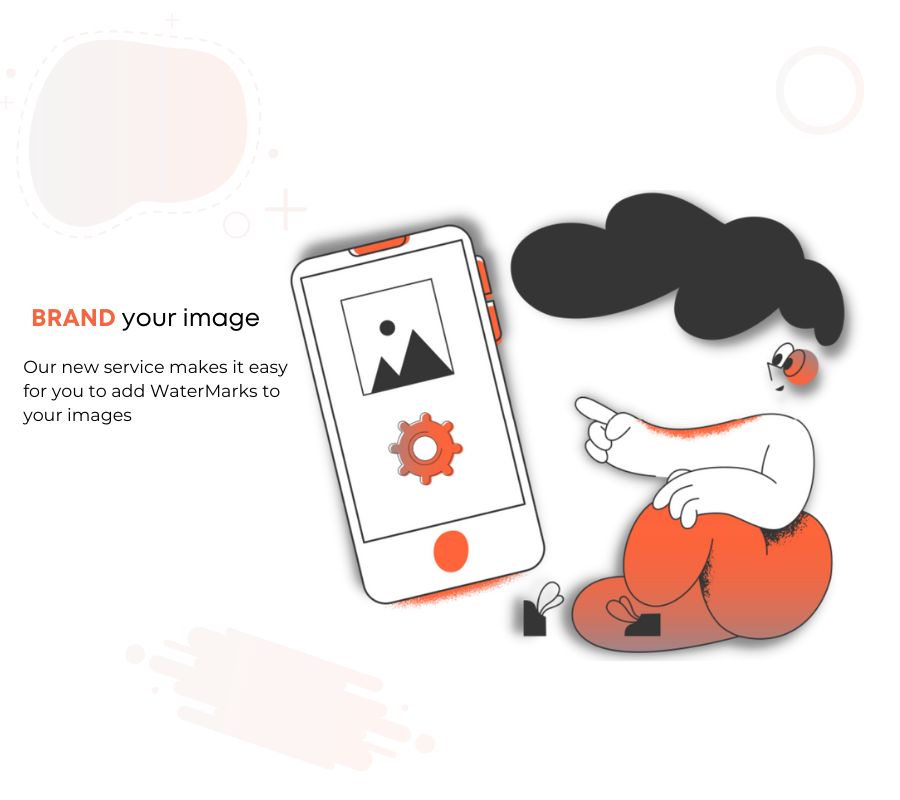 BRAND your image
Our new service makes it easy
for you to add WaterMarks to
your images